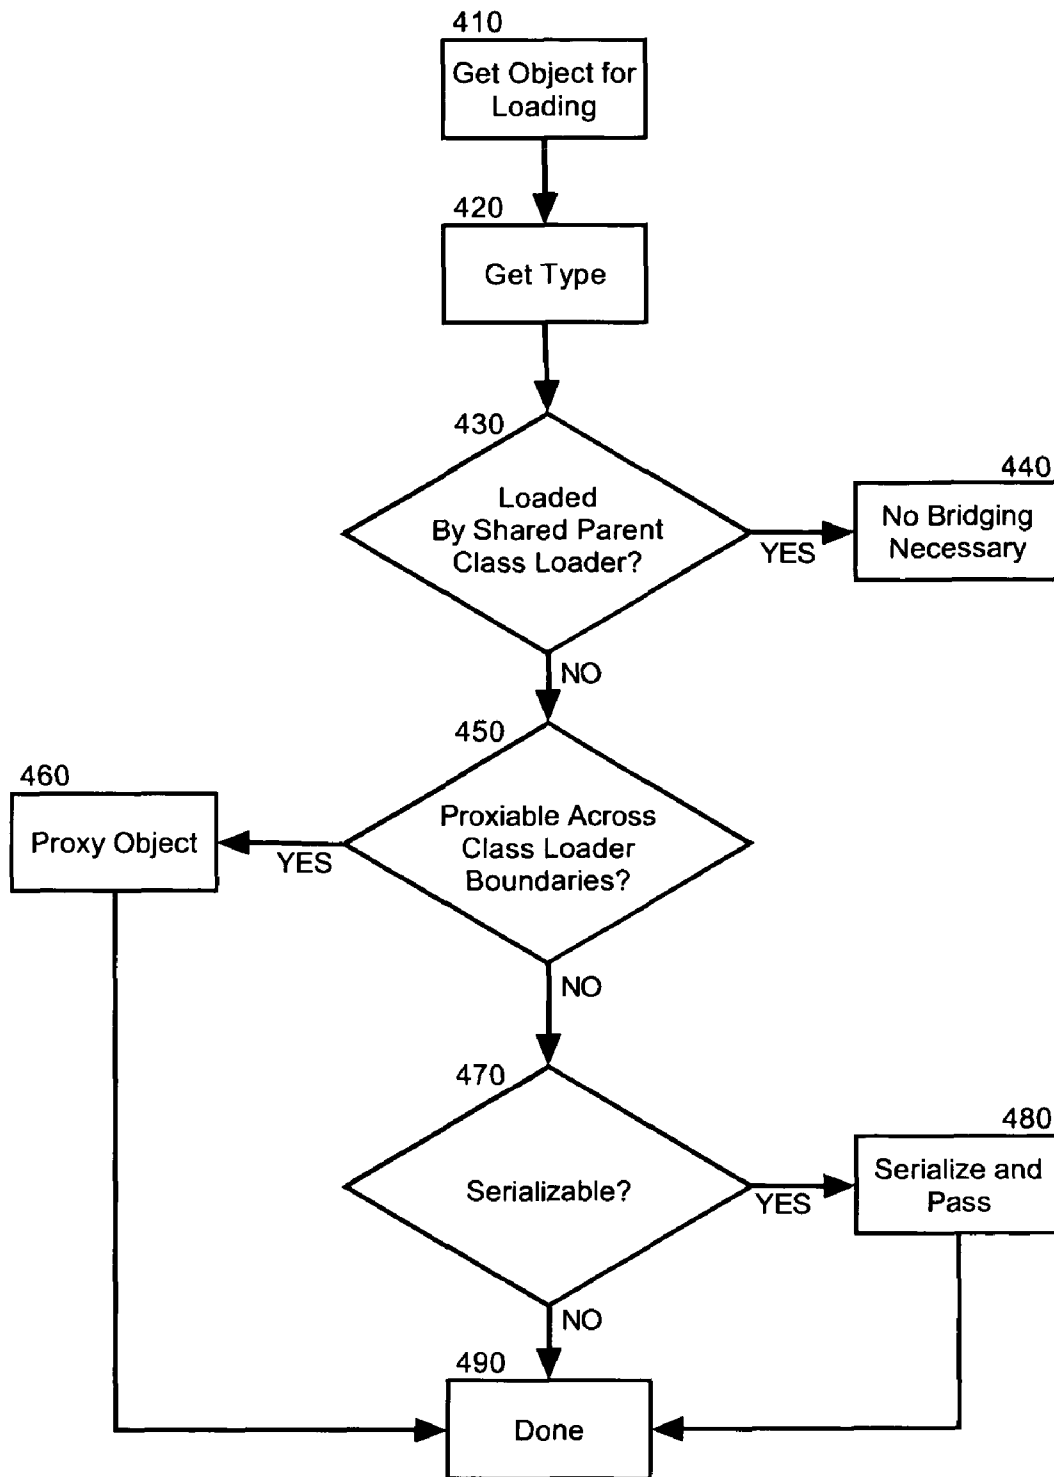 410
Get Object for
Loading
420
Get Type
430
Loaded
By Shared Parent
Class Loader?
YES
440
No Bridging
Necessary
NO
450
Proxiable Across
Class Loader
Boundaries?
YES
460
Proxy Object
NO
470
Serializable?
YES
480
Serialize and
Pass
NO
490
Done